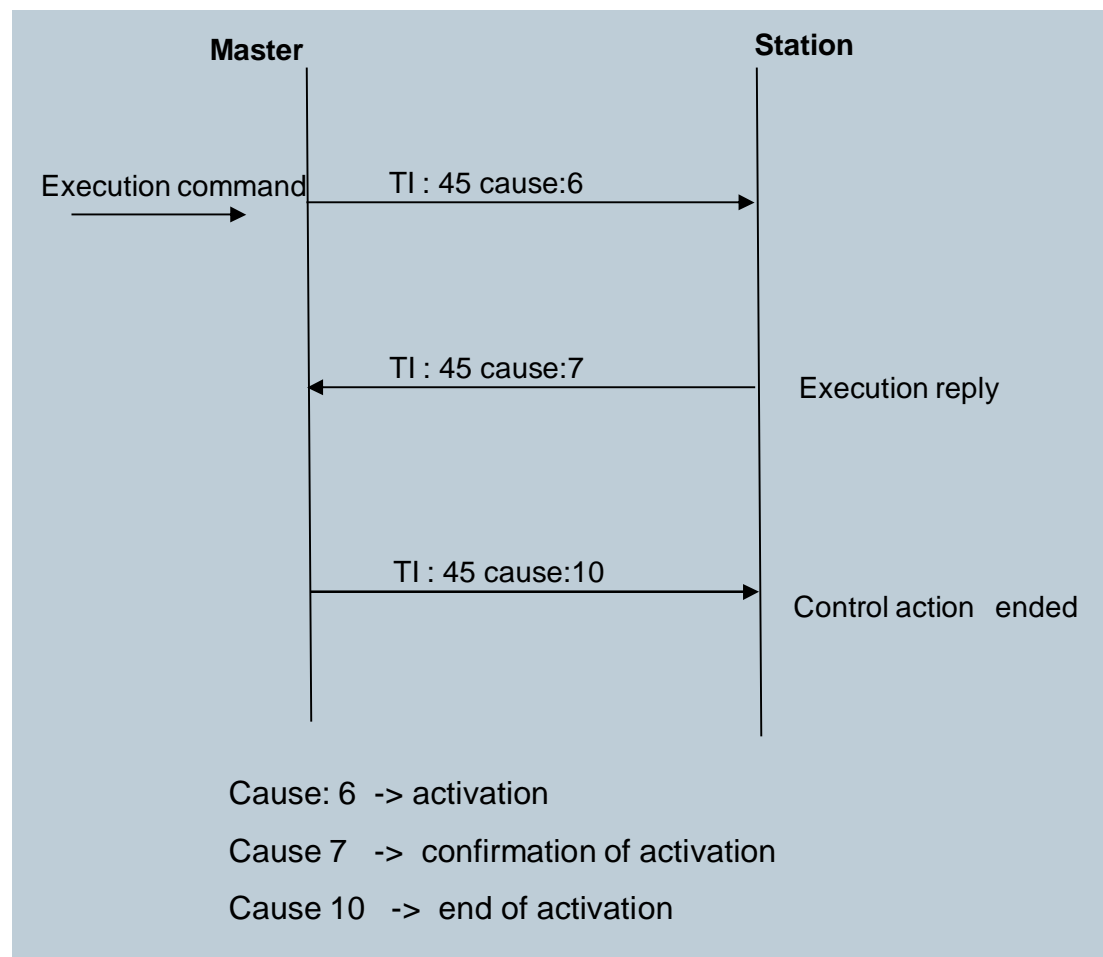 Master
Station
Execution command
TI : 45 cause:6
TI : 45 cause:7
Execution reply
TI : 45 cause:10
Control action ended
Cause: 6 -> activation
Cause 7 -> confirmation of activation
Cause 10 -> end of activation